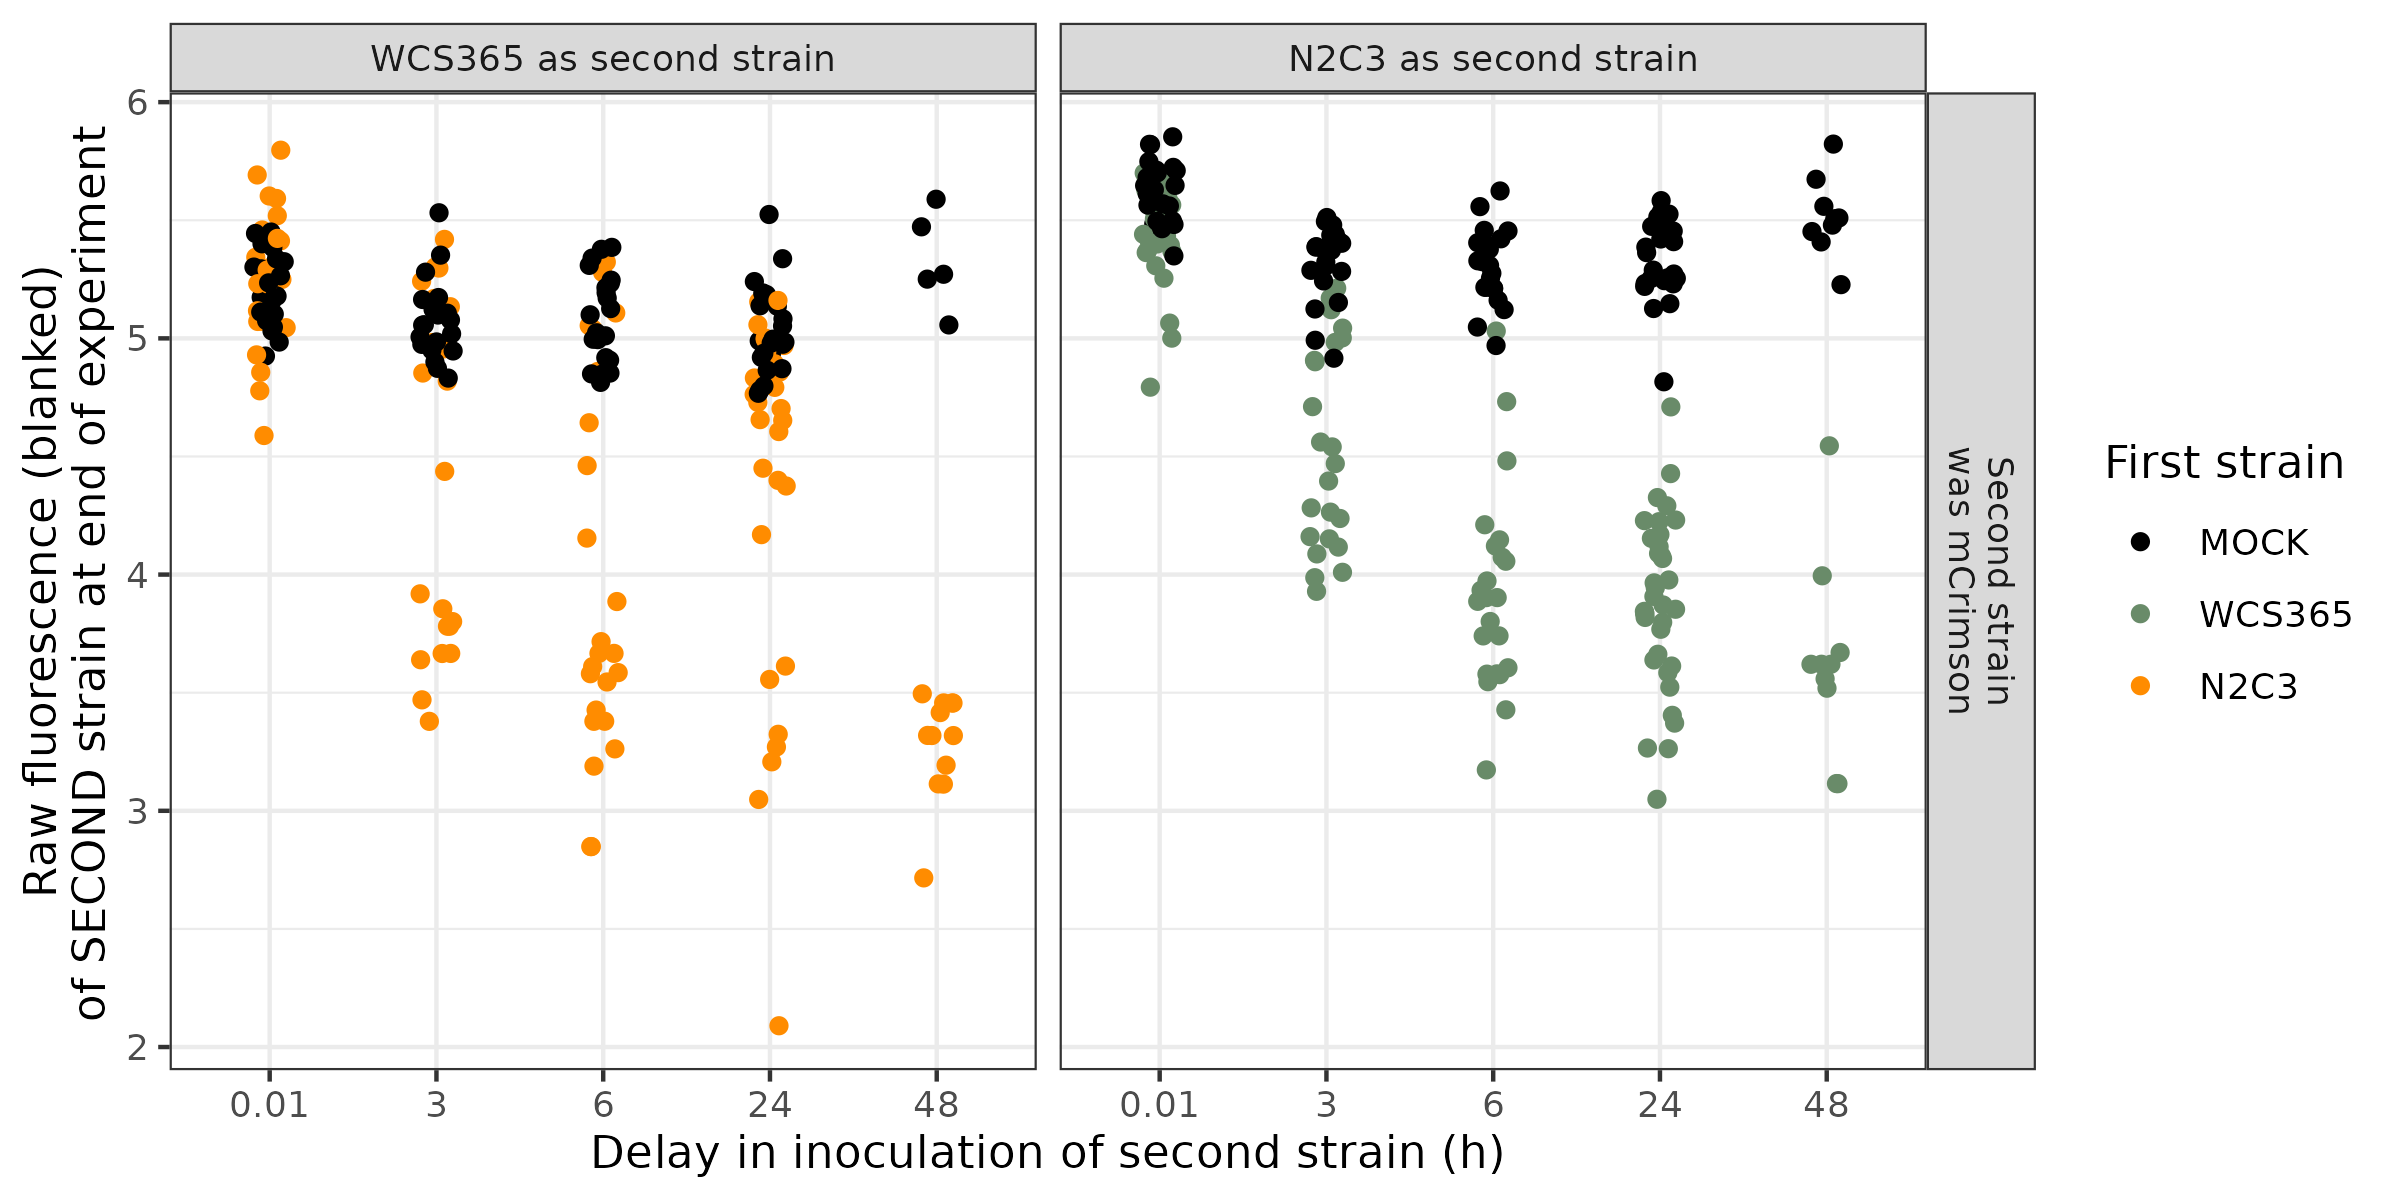 WCS365 as second strain
N2C3 as second strain
Raw fluorescence (blanked)
of SECOND strain at end of experiment
6
5
4
3
2
0.01
3
6
24
48
0.01
3
6
24
48
Delay in inoculation of second strain (h)
Second strain
was mCrimson
First strain
MOCK
WCS365
N2C3